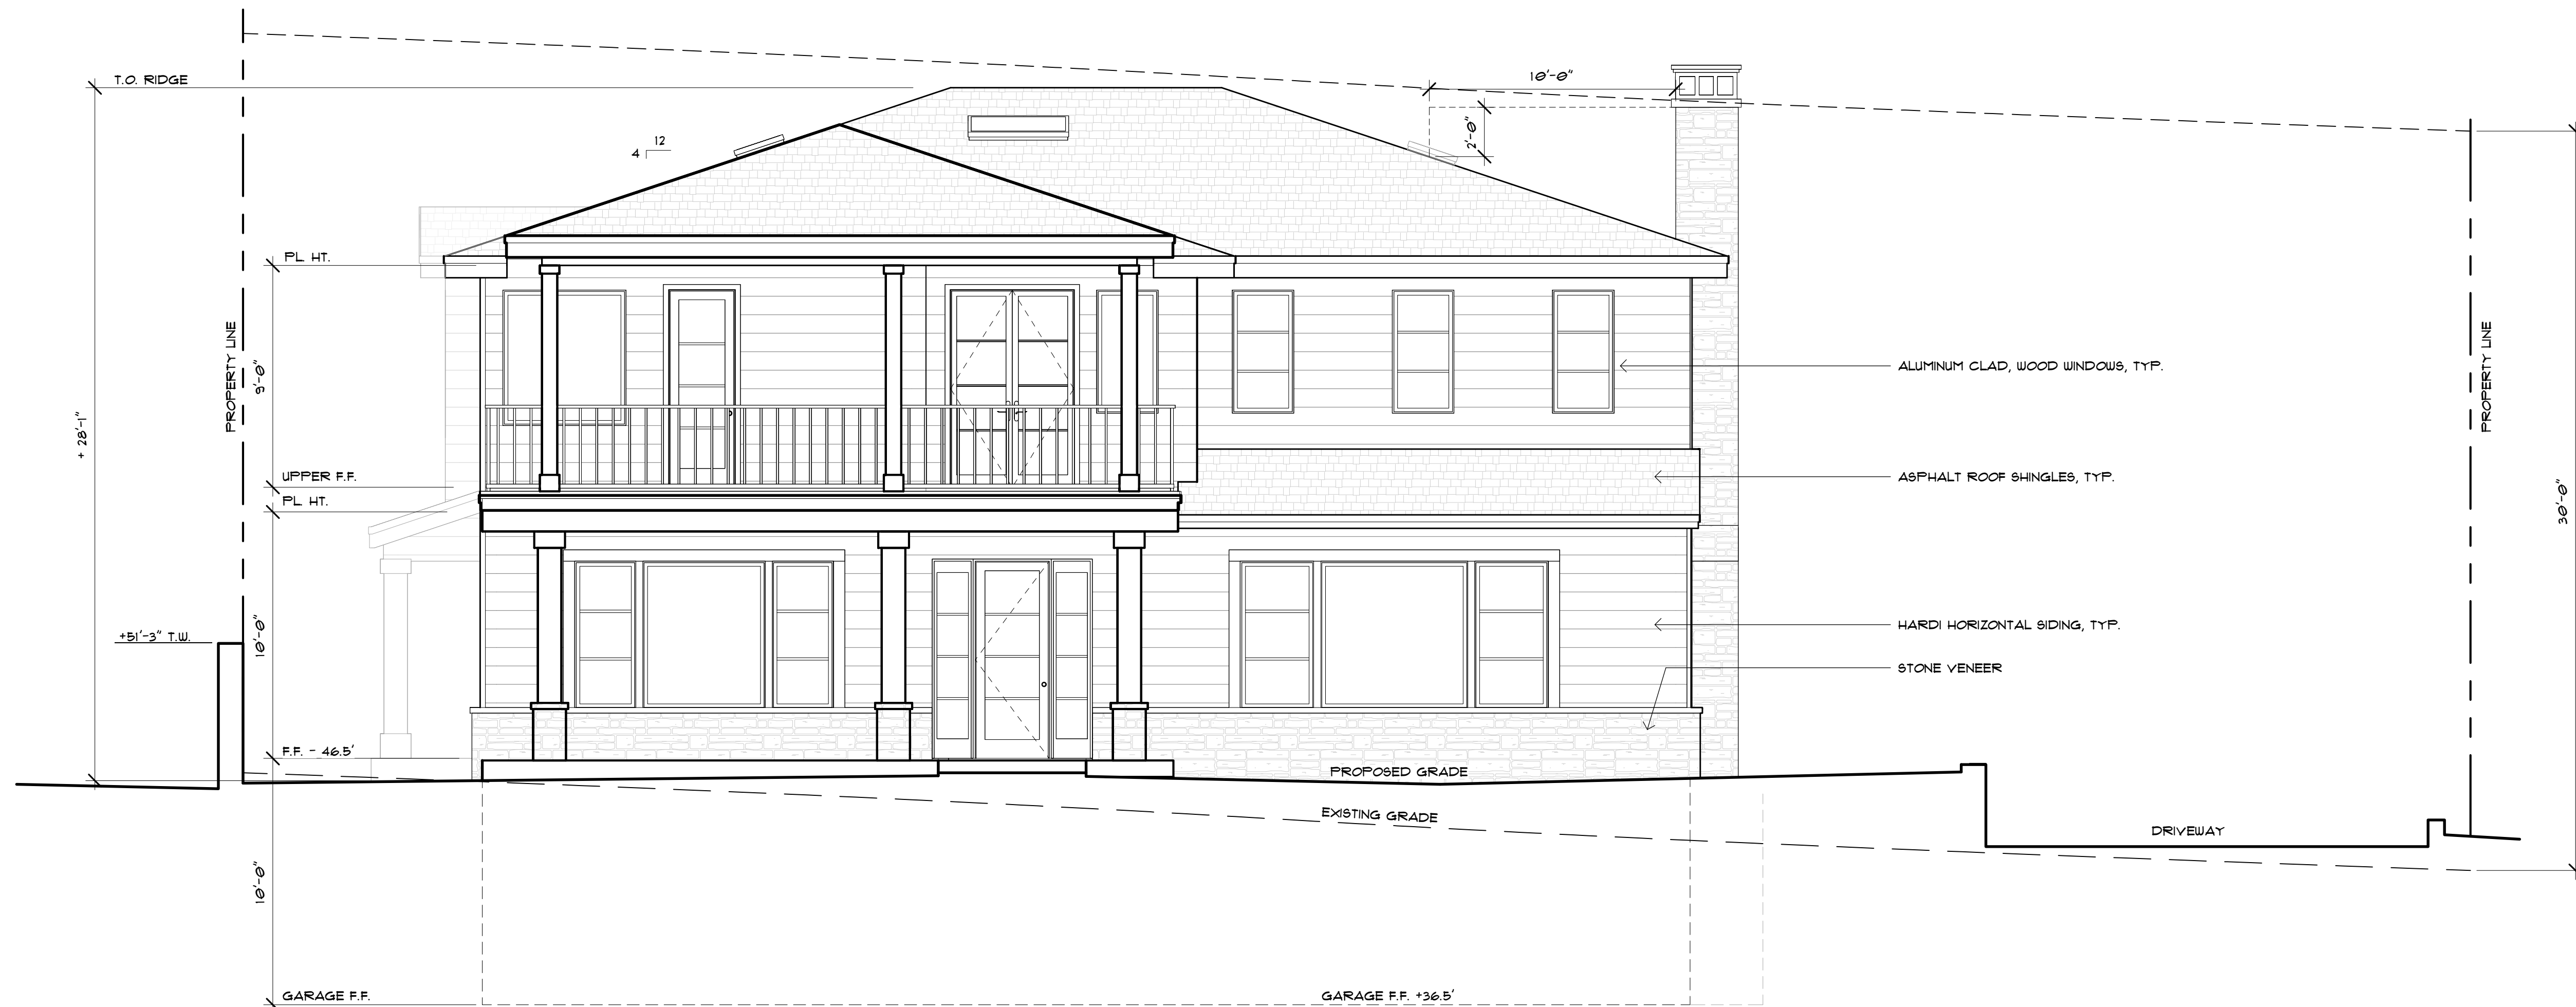 T.O. RIDGE
10'-0"
2'-0"
12
4
PL HT.
PROPERTY LINE
PROPERTY LINE
9'-0"
+ 28'-1"
ALUMINUM CLAD, WOOD WINDOWS, TYP.
UPPER F.F.
ASPHALT ROOF SHINGLES, TYP.
PL HT.
30'-0"
+51'-3" T.W.
10'-0"
HARDI HORIZONTAL SIDING, TYP.
STONE VENEER
F.F. - 46.5'
PROPOSED GRADE
EXISTING GRADE
DRIVEWAY
10'-0"
GARAGE F.F.
GARAGE F.F. +36.5'